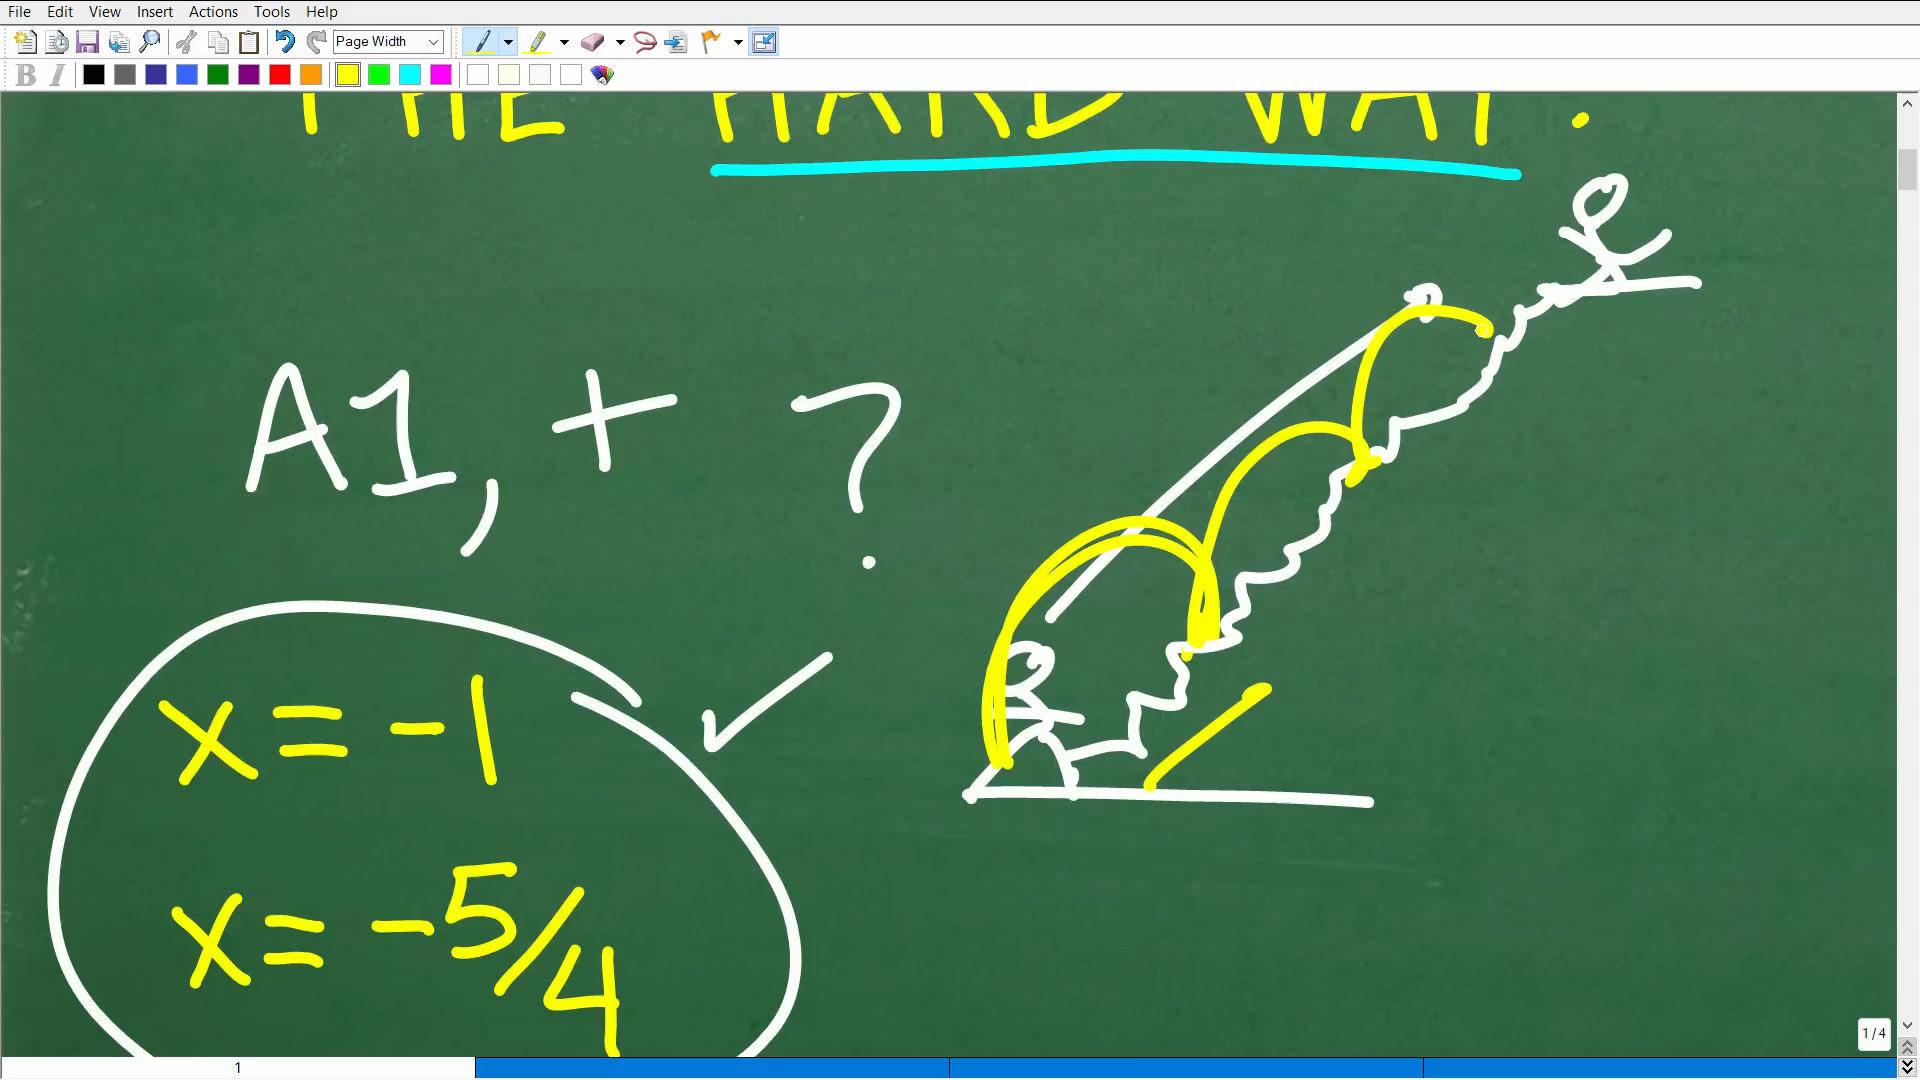 File Edit View Insert Actions Tools Help
Page Width
B I
THE HARD WAY.
A1, + ?
x = -1
x = -5/4
1 / 4
1